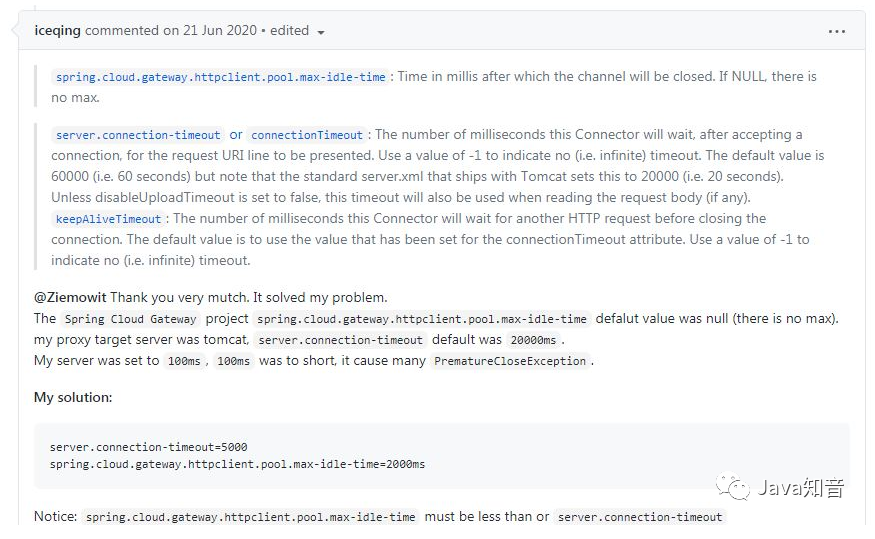 iceqing commented on 21 Jun 2020 • edited
spring.cloud.gateway.httpclient.pool.max-idle-time : Time in millis after which the channel will be closed. If NULL, there is
no max.
server.connection-timeout or connectionTimeout : The number of milliseconds this Connector will wait, after accepting a
connection, for the request URI line to be presented. Use a value of -1 to indicate no (i.e. infinite) timeout. The default value is
60000 (i.e. 60 seconds) but note that the standard server.xml that ships with Tomcat sets this to 20000 (i.e. 20 seconds).
Unless disableUploadTimeout is set to false, this timeout will also be used when reading the request body (if any).
keepAliveTimeout : The number of milliseconds this Connector will wait for another HTTP request before closing the
connection. The default value is to use the value that has been set for the connectionTimeout attribute. Use a value of -1 to
indicate no (i.e. infinite) timeout.
@Ziemowit Thank you very mutch. It solved my problem.
The Spring Cloud Gateway project spring.cloud.gateway.httpclient.pool.max-idle-time defalut value was null (there is no max).
my proxy target server was tomcat, server.connection-timeout default was 20000ms .
My server was set to 100ms , 100ms was to short, it cause many PrematureCloseException .
My solution:
server.connection-timeout=5000
spring.cloud.gateway.httpclient.pool.max-idle-time=2000ms
Java知音
Notice: spring.cloud.gateway.httpclient.pool.max-idle-time must be less than or server.connection-timeout